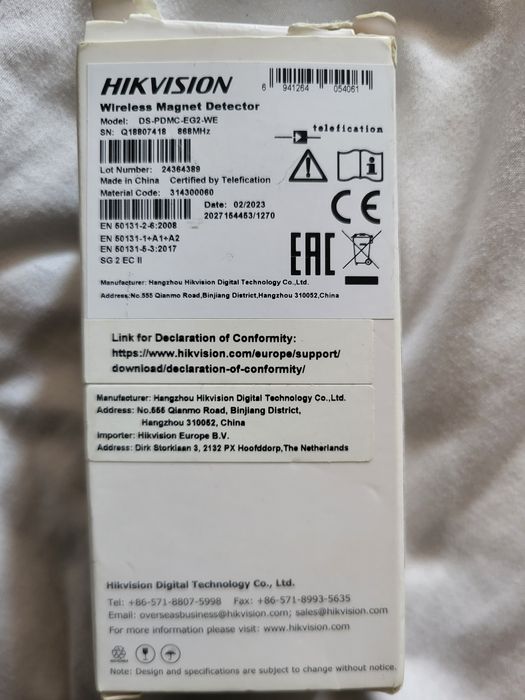 HIKVISION
6 941264 054061
Wireless Magnet Detector
Model: DS-PDMC-EG2-WE
SN: Q18807418 868MHz
telefication
Lot Number: 24364389
Made in China Certified by Telefication
Material Code: 314300060
Date: 02/2023
2027154453/1270
CE
EN 50131-2-6:2008
EN 50131-1+A1+A2
EN 50131-5-3:2017
SG 2 EC II
EAC
Manufacturer: Hangzhou Hikvision Digital Technology Co.,Ltd.
Address:No.555 Qianmo Road,Binjiang District,Hangzhou 310052,China
Link for Declaration of Conformity:
https://www.hikvision.com/europe/support/
download/declaration-of-conformity/
Manufacturer: Hangzhou Hikvision Digital Technology Co.,Ltd.
Address: No.555 Qianmo Road, Binjiang District,
Hangzhou 310052, China
Importer: Hikvision Europe B.V.
Address: Dirk Storklaan 3, 2132 PX Hoofddorp,The Netherlands
Hikvision Digital Technology Co., Ltd.
Tel: +86-571-8807-5998 Fax: +86-571-8993-5635
Email: overseasbusiness@hikvision.com; sales@hikvision.com
For more information please visit: www.hikvision.com
Note: Design and specifications are subject to change without notice.